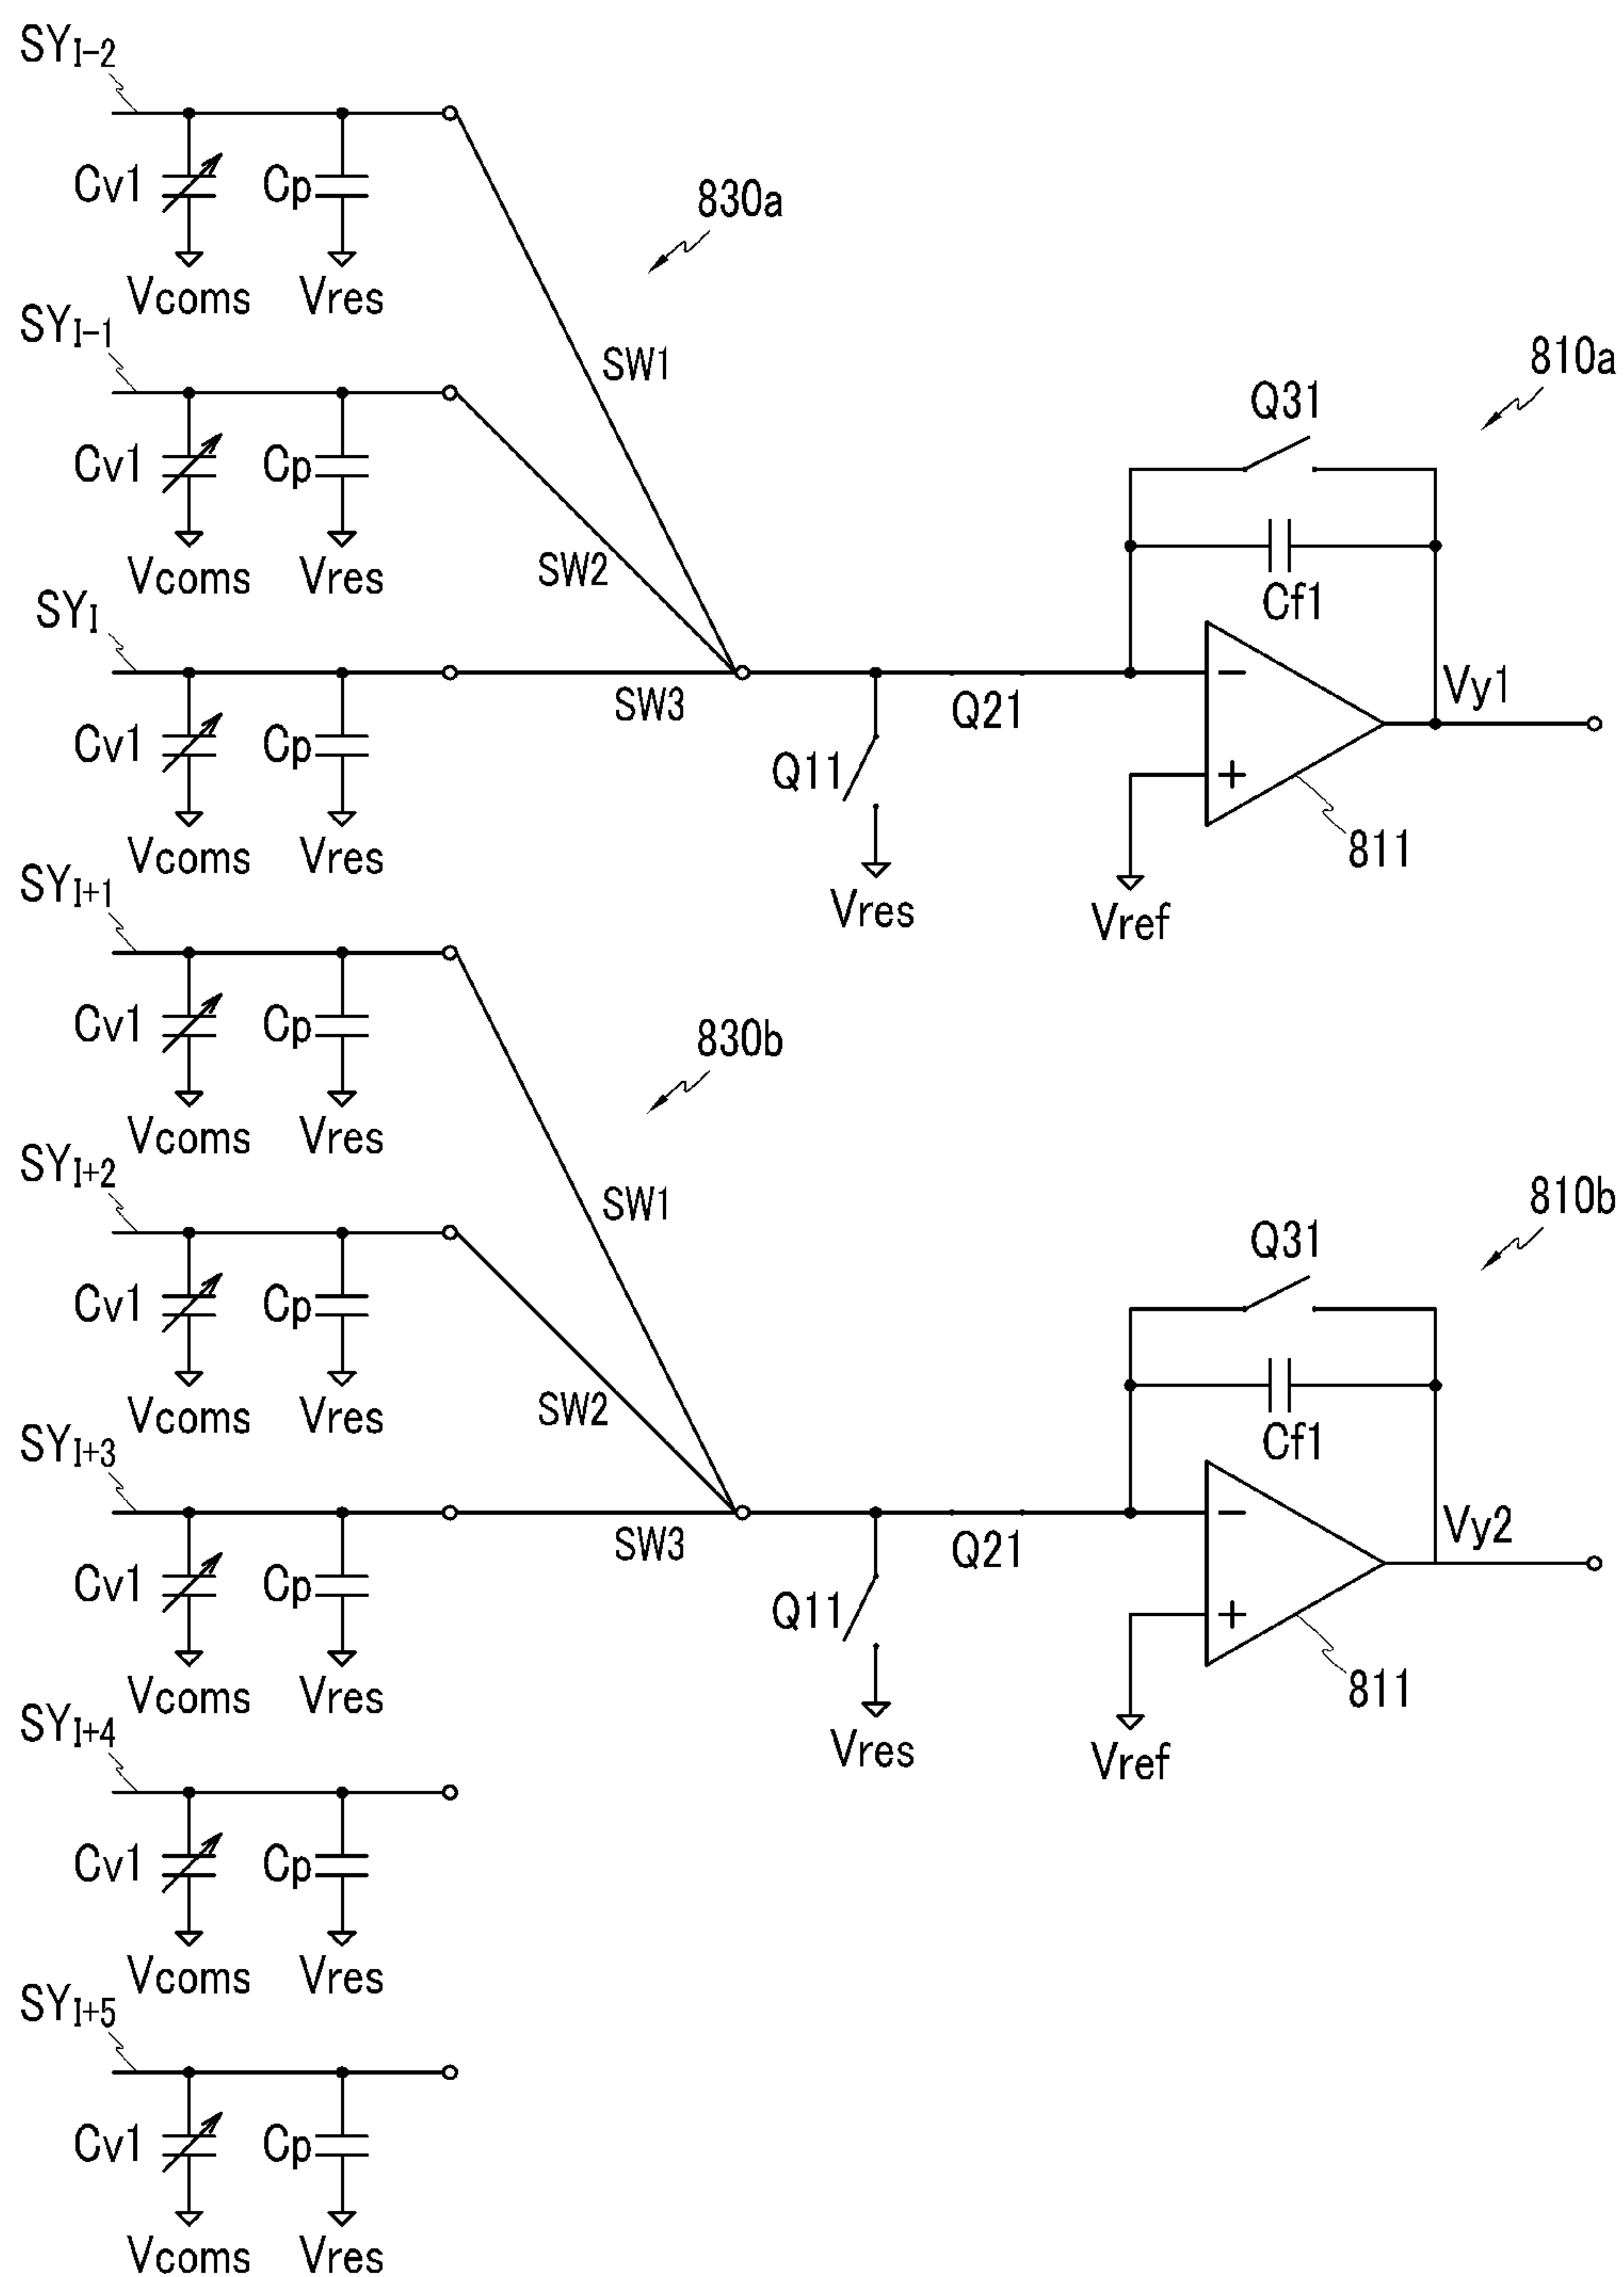 SYI-2
Cv1
Cp
830a
Vcoms
Vres
SYI-1
SW1
810a
Q31
Cv1
Cp
SW2
Vcoms
Vres
Cf1
SYI
SW3
Q21
−
Vy1
Cv1
Cp
Q11
+
811
Vcoms
Vres
Vres
Vref
SYI+1
Cv1
Cp
830b
Vcoms
Vres
SYI+2
SW1
810b
Q31
Cv1
Cp
SW2
Vcoms
Vres
Cf1
SYI+3
SW3
Q21
−
Vy2
Cv1
Cp
Q11
+
811
Vcoms
Vres
Vres
Vref
SYI+4
Cv1
Cp
Vcoms
Vres
SYI+5
Cv1
Cp
Vcoms
Vres